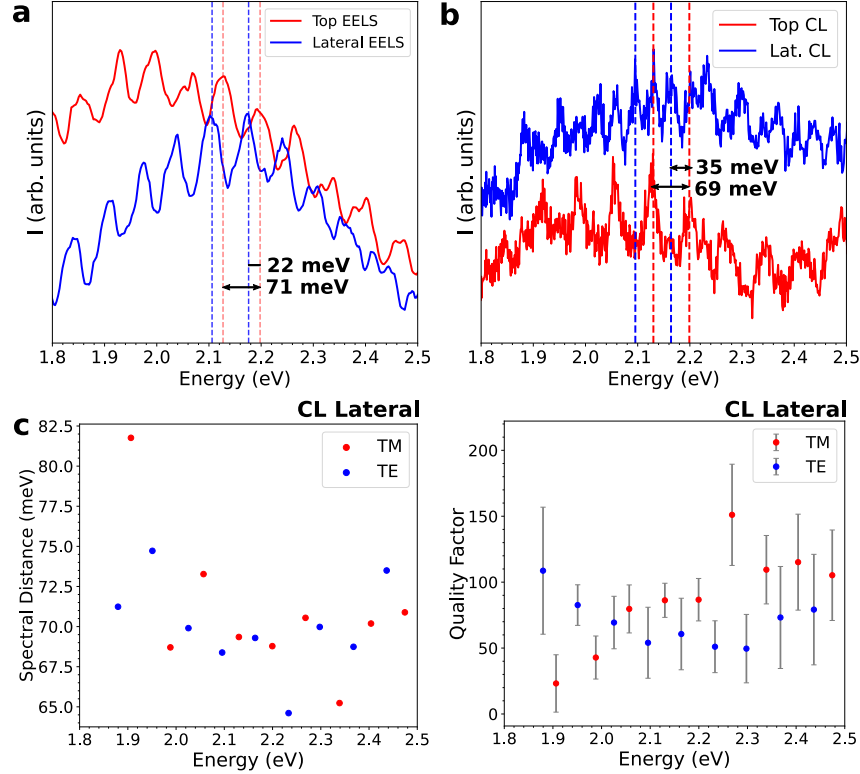 a
Top EELS
Lateral EELS
I (arb. units)
22 meV
71 meV
1.8 1.9 2.0 2.1 2.2 2.3 2.4 2.5
Energy (eV)
b
Top CL
Lat. CL
I (arb. units)
35 meV
69 meV
1.8 1.9 2.0 2.1 2.2 2.3 2.4 2.5
Energy (eV)
c
CL Lateral
TM
TE
Spectral Distance (meV)
82.5
80.0
77.5
75.0
72.5
70.0
67.5
65.0
1.8 1.9 2.0 2.1 2.2 2.3 2.4 2.5
Energy (eV)
CL Lateral
TM
TE
Quality Factor
200
150
100
50
0
1.8 1.9 2.0 2.1 2.2 2.3 2.4 2.5
Energy (eV)